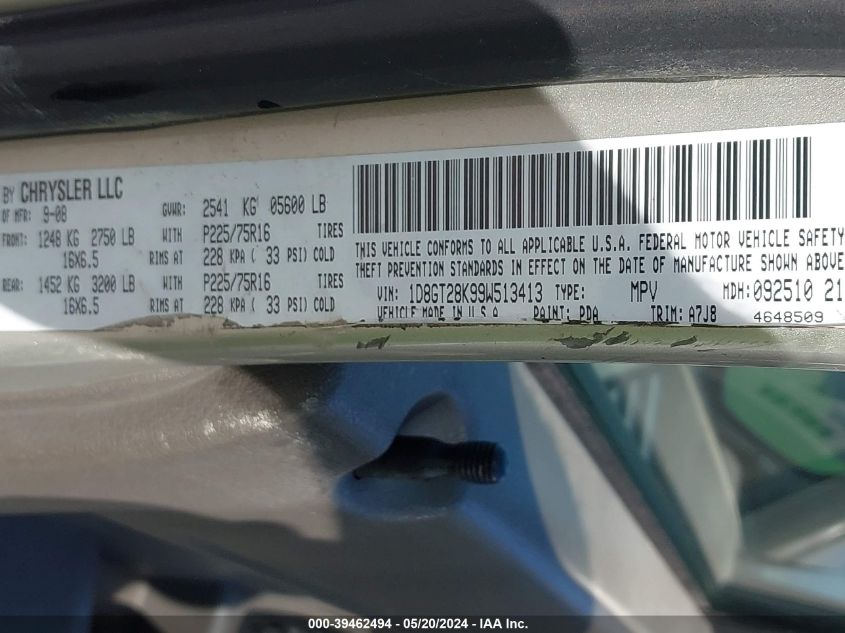 BY CHRYSLER LLC
OF MFR: 9-08 GVWR: 2541 KG 05600 LB
FRONT: 1248 KG 2750 LB WITH P225/75R16 TIRES
16X6.5 RIMS AT 228 KPA ( 33 PSI) COLD
REAR: 1452 KG 3200 LB WITH P225/75R16 TIRES
16X6.5 RIMS AT 228 KPA ( 33 PSI) COLD
THIS VEHICLE CONFORMS TO ALL APPLICABLE U.S.A. FEDERAL MOTOR VEHICLE SAFETY
THEFT PREVENTION STANDARDS IN EFFECT ON THE DATE OF MANUFACTURE SHOWN ABOVE
VIN: 1D8GT28K99W513413 TYPE: MPV MDH: 092510 21
VEHICLE MADE IN U.S.A PAINT: PDA TRIM: A7J8 4648509
000-39462494 - 05/20/2024 - IAA Inc.